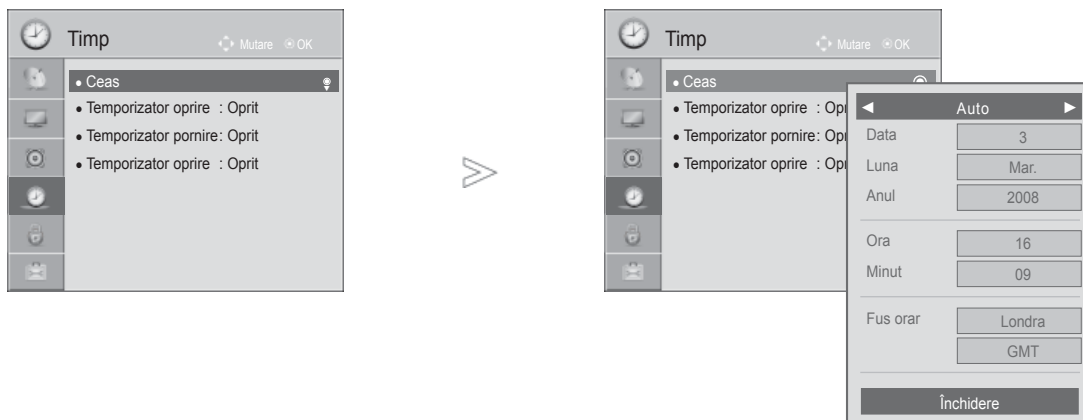 Timp
Mutare OK
Ceas
Temporizator oprire : Oprit
Temporizator pornire: Oprit
Temporizator oprire : Oprit
Timp
Mutare OK
Ceas
Temporizator oprire : Opr
Temporizator pornire: Opr
Temporizator oprire : Opr
Auto
Data 3
Luna Mar.
Anul 2008
Ora 16
Minut 09
Fus orar Londra
GMT
Închidere